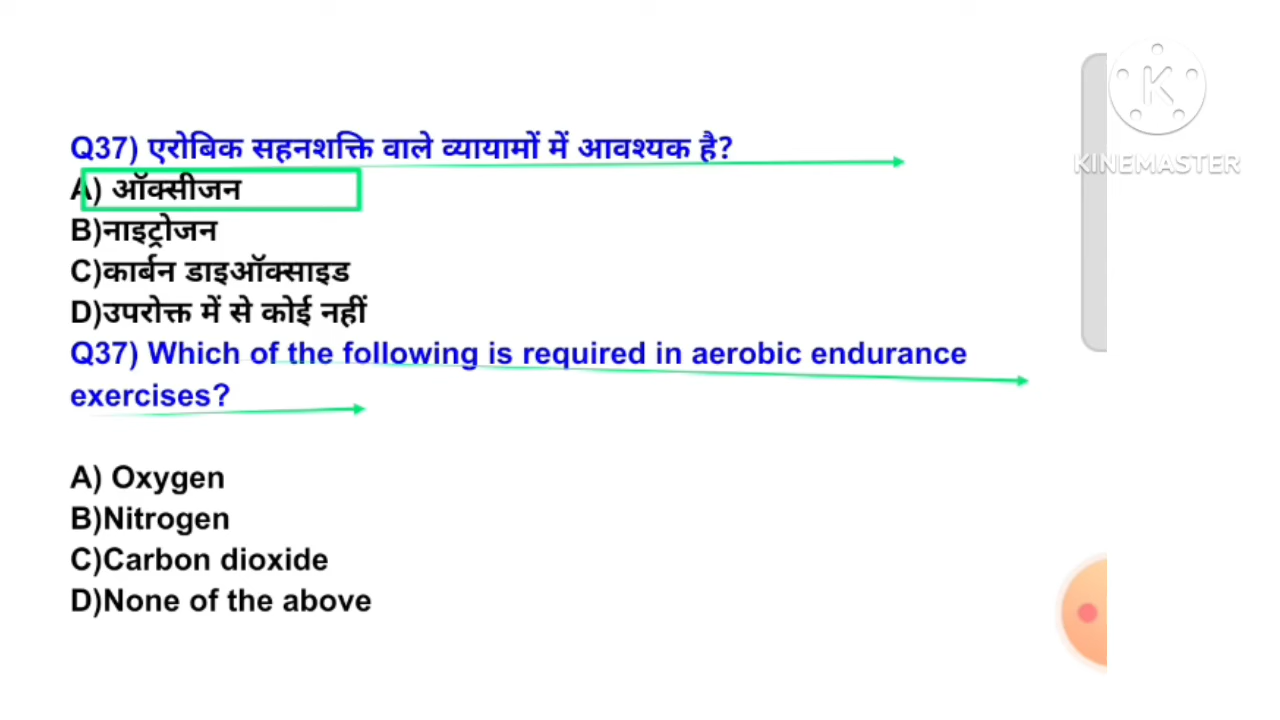 Q37) एरोबिक सहनशक्ति वाले व्यायामों में आवश्यक है?
A) ऑक्सीजन
B)नाइट्रोजन
C)कार्बन डाइऑक्साइड
D)उपरोक्त में से कोई नहीं
Q37) Which of the following is required in aerobic endurance
exercises?
A) Oxygen
B)Nitrogen
C)Carbon dioxide
D)None of the above
K
KINEMASTER